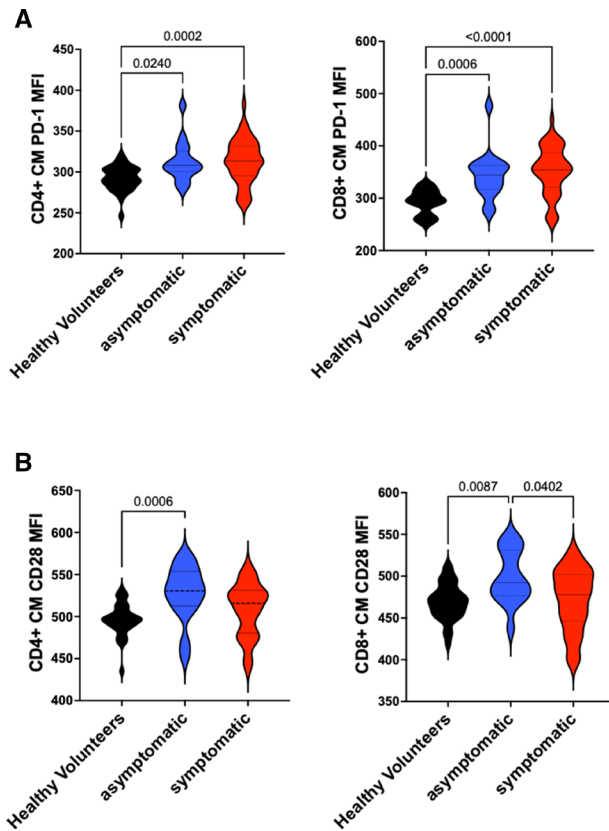 A
CD4+ CM PD-1 MFI
450
400
350
300
250
200
0.0002
0.0240
Healthy Volunteers
asymptomatic
symptomatic
CD8+ CM PD-1 MFI
600
500
400
300
200
<0.0001
0.0006
Healthy Volunteers
asymptomatic
symptomatic
B
CD4+ CM CD28 MFI
650
600
550
500
450
400
0.0006
Healthy Volunteers
asymptomatic
symptomatic
CD8+ CM CD28 MFI
600
550
500
450
400
350
0.0087
0.0402
Healthy Volunteers
asymptomatic
symptomatic